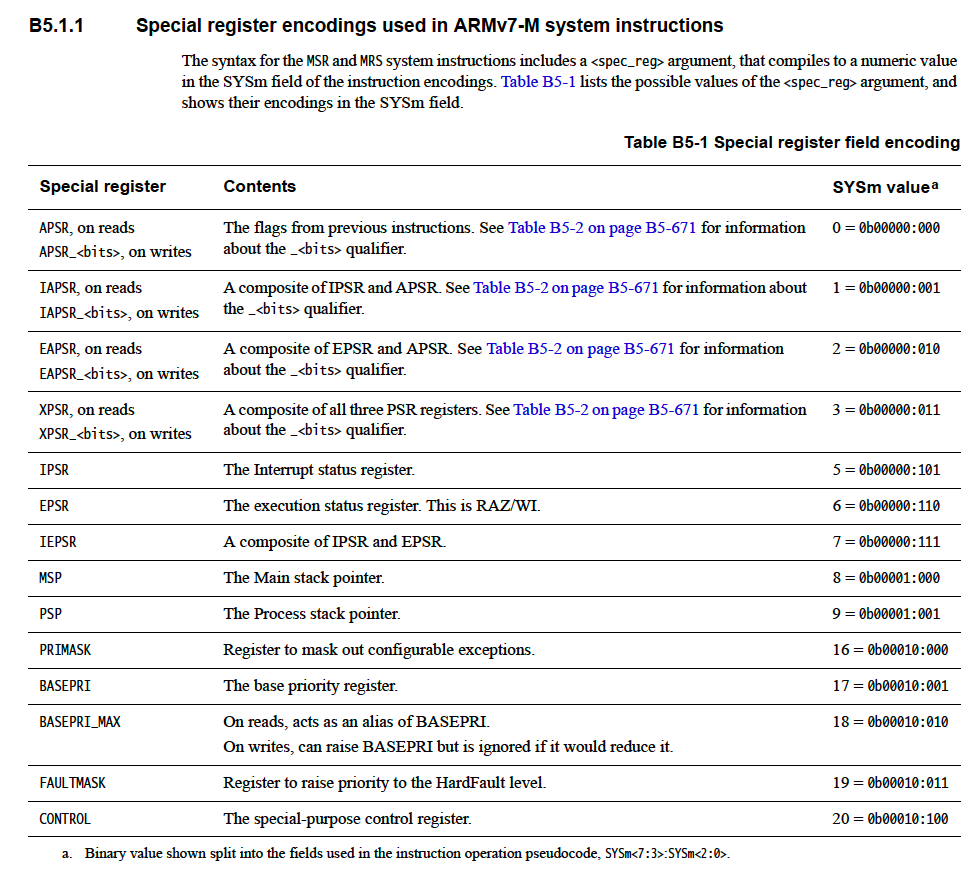 B5.1.1 Special register encodings used in ARMv7-M system instructions
The syntax for the MSR and MRS system instructions includes a <spec_reg> argument, that compiles to a numeric value
in the SYSm field of the instruction encodings. Table B5-1 lists the possible values of the <spec_reg> argument, and
shows their encodings in the SYSm field.
Table B5-1 Special register field encoding
Special register Contents SYSm valueᵃ
APSR, on reads The flags from previous instructions. See Table B5-2 on page B5-671 for information 0 = 0b00000:000
APSR_<bits>, on writes about the _<bits> qualifier.
IAPSR, on reads A composite of IPSR and APSR. See Table B5-2 on page B5-671 for information about 1 = 0b00000:001
IAPSR_<bits>, on writes the _<bits> qualifier.
EAPSR, on reads A composite of EPSR and APSR. See Table B5-2 on page B5-671 for information 2 = 0b00000:010
EAPSR_<bits>, on writes about the _<bits> qualifier.
XPSR, on reads A composite of all three PSR registers. See Table B5-2 on page B5-671 for information 3 = 0b00000:011
XPSR_<bits>, on writes about the _<bits> qualifier.
IPSR The Interrupt status register. 5 = 0b00000:101
EPSR The execution status register. This is RAZ/WI. 6 = 0b00000:110
IEPSR A composite of IPSR and EPSR. 7 = 0b00000:111
MSP The Main stack pointer. 8 = 0b00001:000
PSP The Process stack pointer. 9 = 0b00001:001
PRIMASK Register to mask out configurable exceptions. 16 = 0b00010:000
BASEPRI The base priority register. 17 = 0b00010:001
BASEPRI_MAX On reads, acts as an alias of BASEPRI. 18 = 0b00010:010
On writes, can raise BASEPRI but is ignored if it would reduce it.
FAULTMASK Register to raise priority to the HardFault level. 19 = 0b00010:011
CONTROL The special-purpose control register. 20 = 0b00010:100
a. Binary value shown split into the fields used in the instruction operation pseudocode, SYSm<7:3>:SYSm<2:0>.